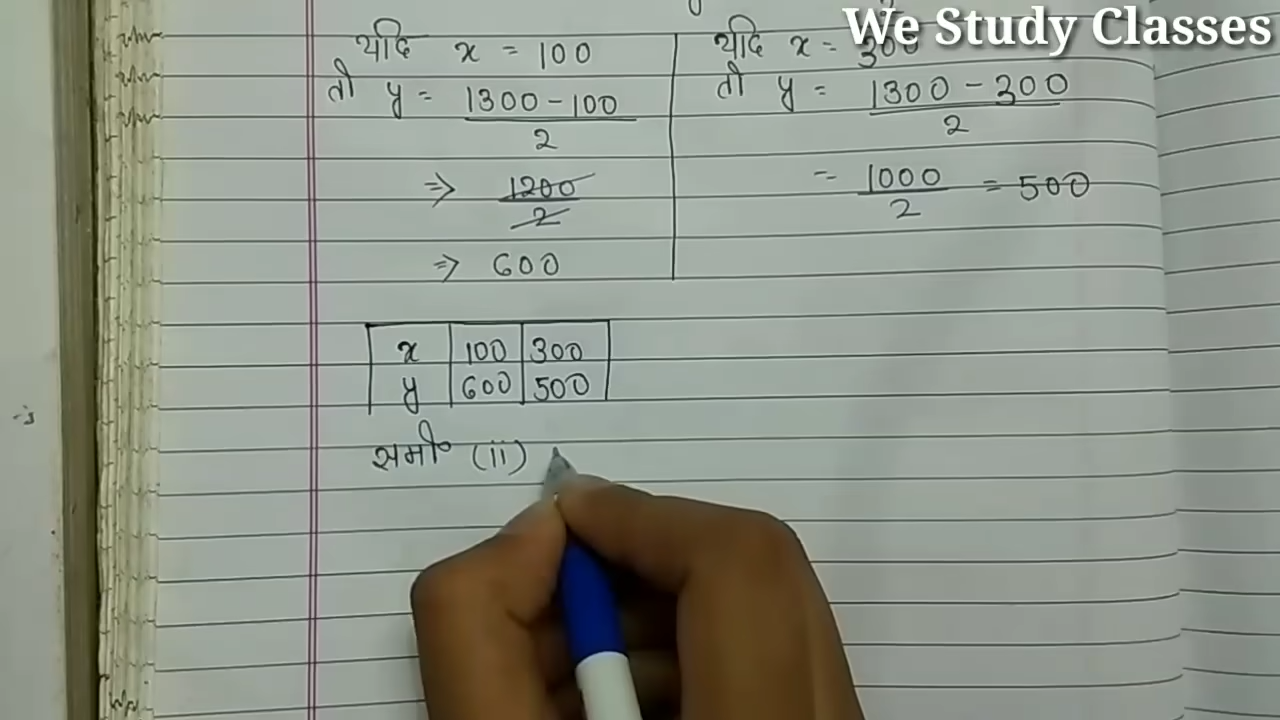 We Study Classes
यदि x = 100
तो y = 1300 - 100 / 2
⇒ 1200 / 2
⇒ 600
यदि x = 300
तो y = 1300 - 300 / 2
= 1000 / 2 = 500
x 100 300
y 600 500
समी० (ii)